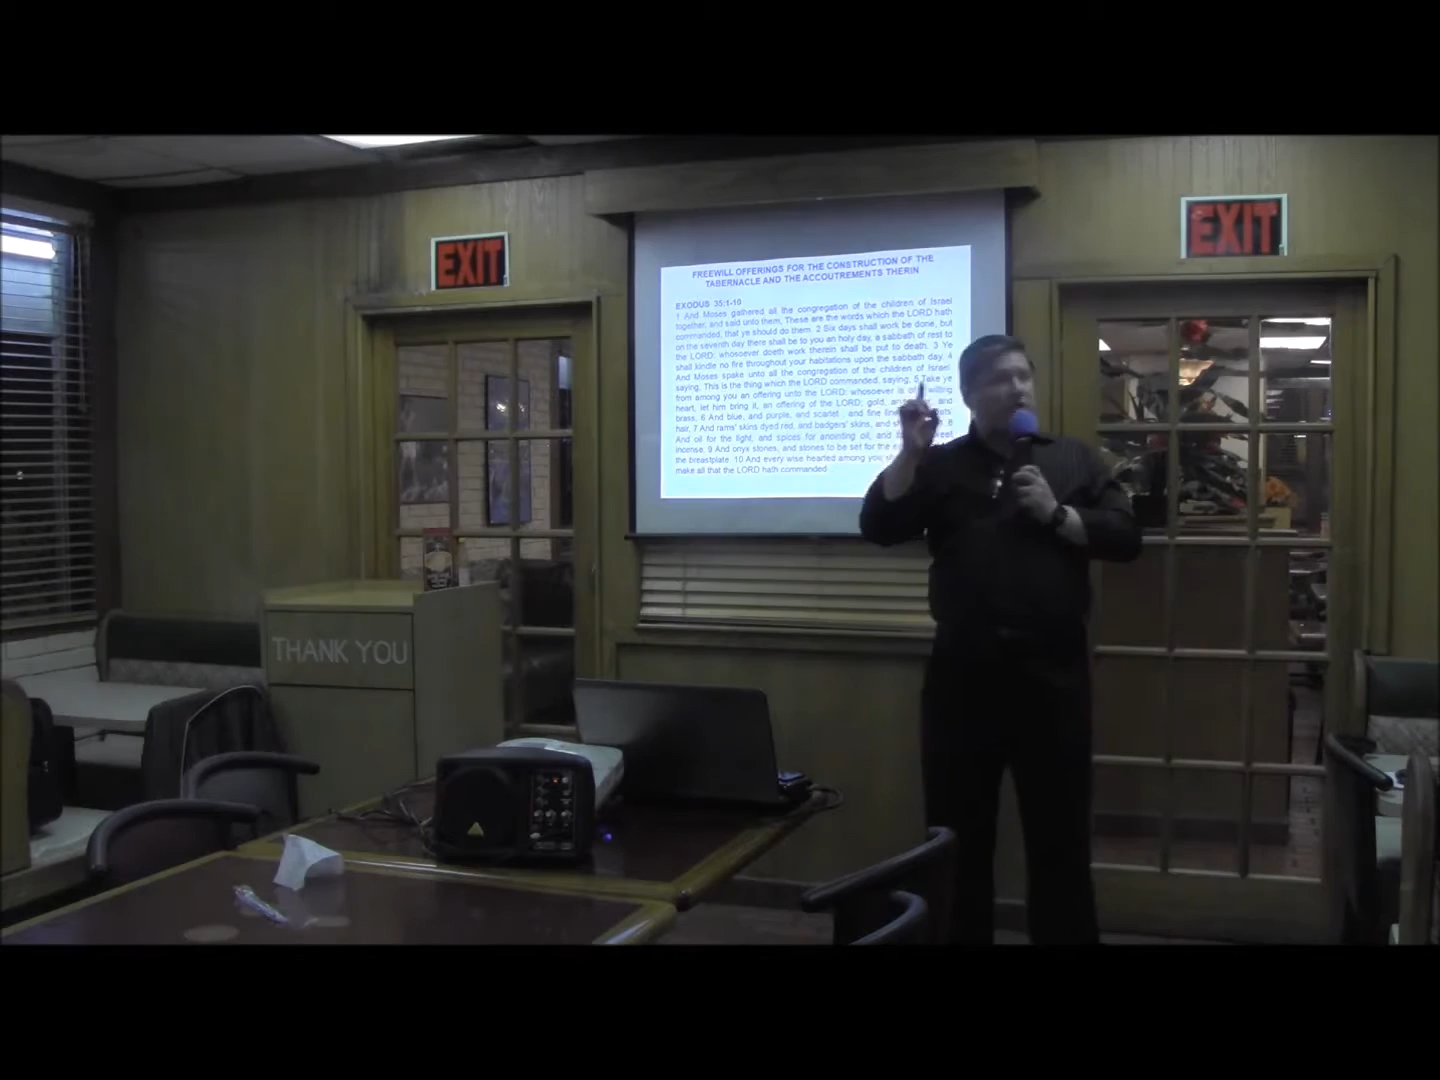 EXIT
EXIT
FREEWILL OFFERINGS FOR THE CONSTRUCTION OF THE
TABERNACLE AND THE ACCOUTREMENTS THERIN
EXODUS 35:1-10
1 And Moses gathered all the congregation of the children of Israel
together, and said unto them, These are the words which the LORD hath
commanded, that ye should do them. 2 Six days shall work be done, but
on the seventh day there shall be to you an holy day, a sabbath of rest to
the LORD: whosoever doeth work therein shall be put to death. 3 Ye
shall kindle no fire throughout your habitations upon the sabbath day. 4
And Moses spake unto all the congregation of the children of Israel,
saying, This is the thing which the LORD commanded, saying, 5 Take ye
from among you an offering unto the LORD: whosoever is of willing
heart, let him bring it, an offering of the LORD; gold, and
brass, 6 And blue, and purple, and scarlet, and fine
hair, 7 And rams' skins dyed red, and badgers' skins, and 8
And oil for the light, and spices for anointing oil, and sweet
incense. 9 And onyx stones, and stones to be set for the
the breastplate. 10 And every wise hearted among you
make all that the LORD hath commanded
THANK YOU